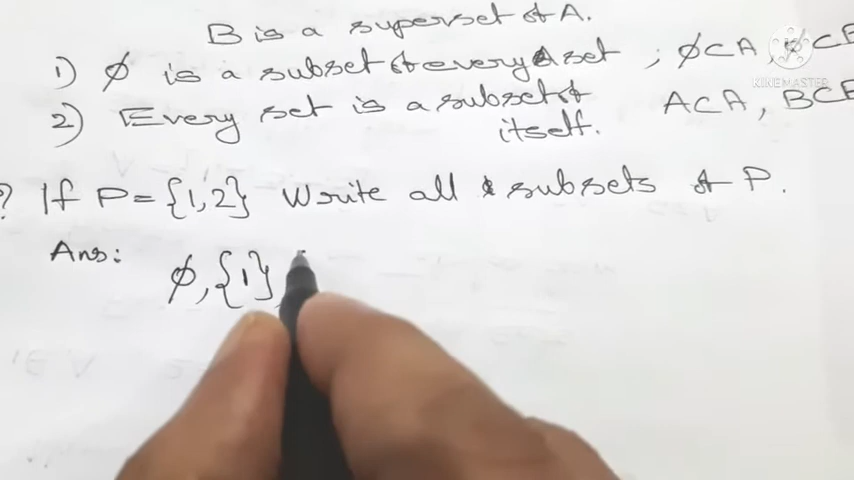 B is a superset of A.
1) ϕ is a subset of every set ; ϕ⊂A, ϕ⊂B
2) Every set is a subset of A⊂A, B⊂B
itself.
? If P={1,2} Write all subsets of P.
Ans: ϕ,{1},
KINEMASTER